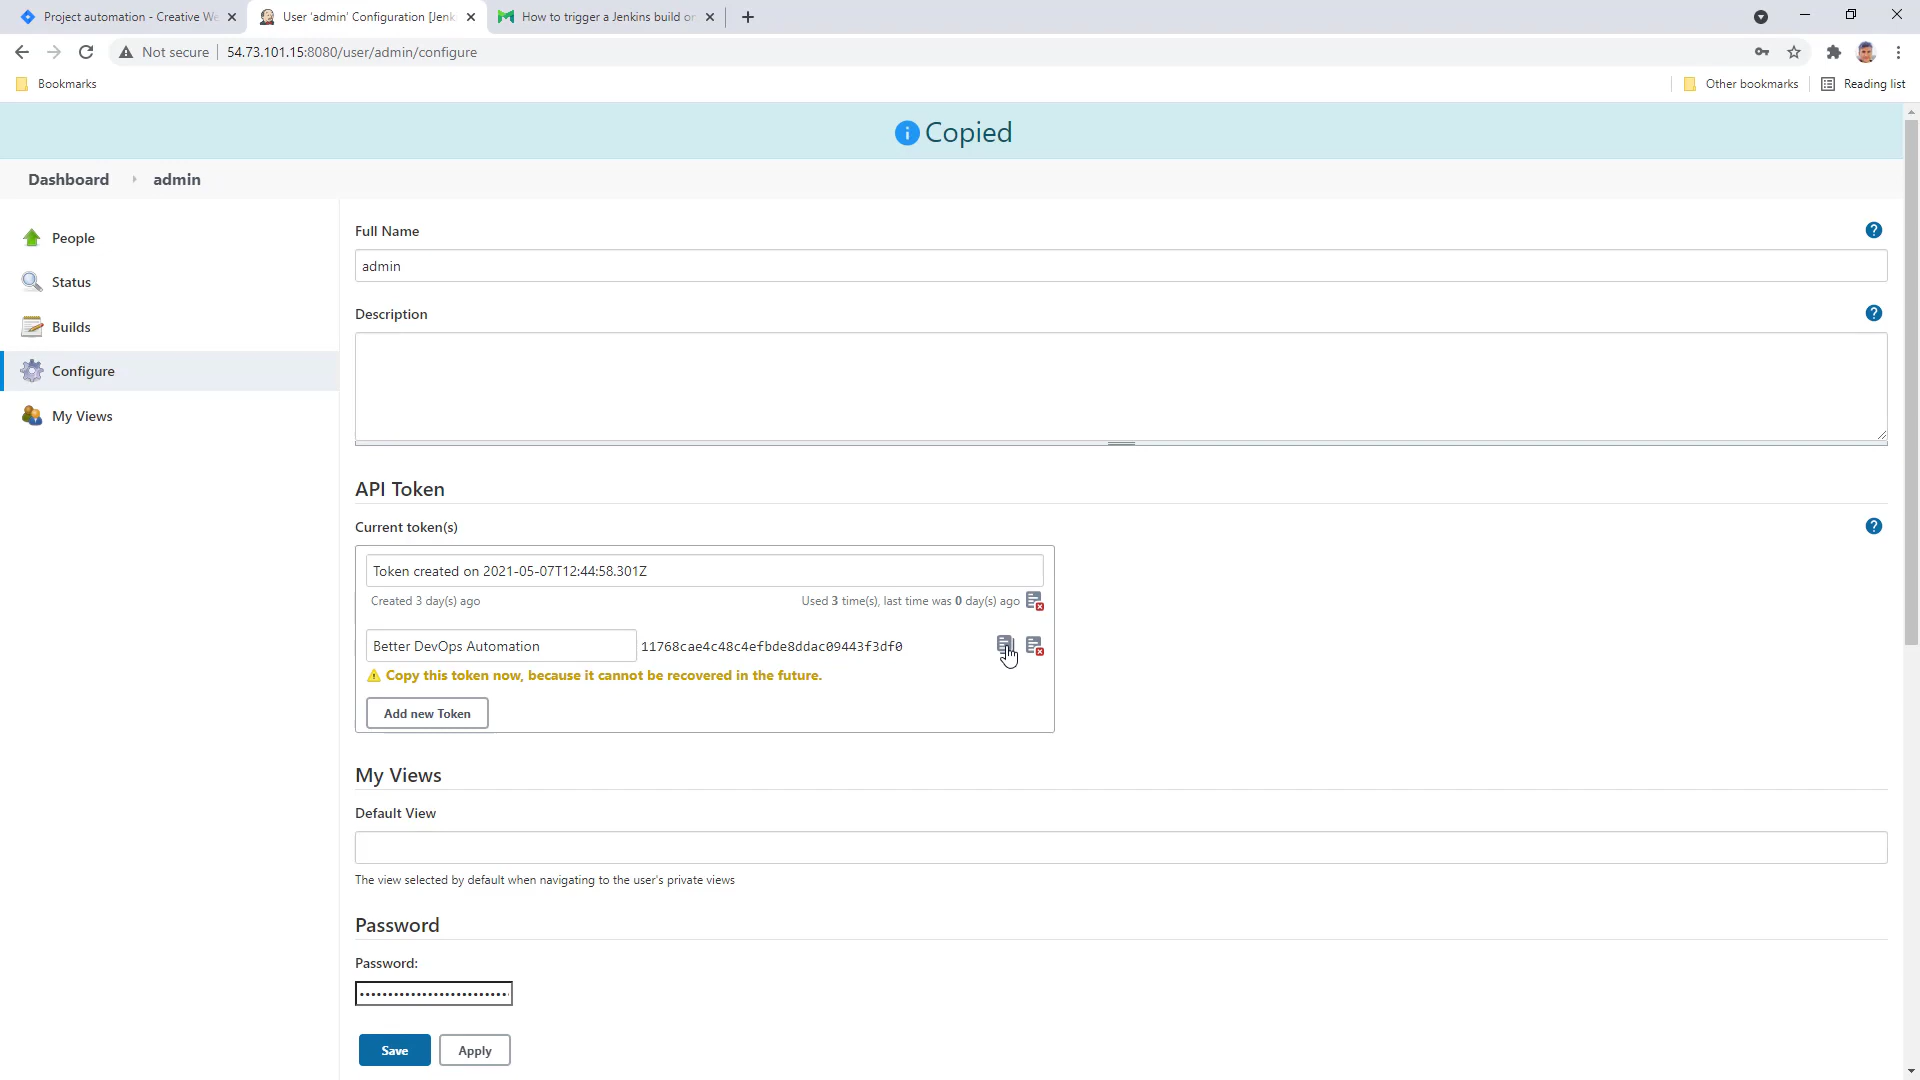 Project automation - Creative We
User 'admin' Configuration [Jenk
How to trigger a Jenkins build or
Not secure
54.73.101.15:8080/user/admin/configure
Bookmarks
Other bookmarks
Reading list
Copied
Dashboard
admin
People
Status
Builds
Configure
My Views
Full Name
admin
Description
API Token
Current token(s)
Token created on 2021-05-07T12:44:58.301Z
Created 3 day(s) ago
Used 3 time(s), last time was 0 day(s) ago
Better DevOps Automation
11768cae4c48c4efbde8ddac09443f3df0
Copy this token now, because it cannot be recovered in the future.
Add new Token
My Views
Default View
The view selected by default when navigating to the user's private views
Password
Password:
Save
Apply